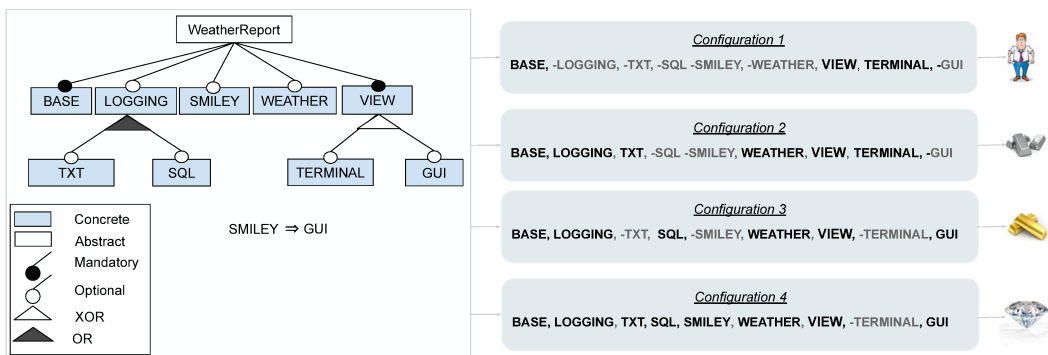 WeatherReport
BASE LOGGING SMILEY WEATHER VIEW
TXT SQL TERMINAL GUI
SMILEY ⇒ GUI
Concrete
Abstract
Mandatory
Optional
XOR
OR
Configuration 1
BASE, -LOGGING, -TXT, -SQL -SMILEY, -WEATHER, VIEW, TERMINAL, -GUI
Configuration 2
BASE, LOGGING, TXT, -SQL -SMILEY, WEATHER, VIEW, TERMINAL, -GUI
Configuration 3
BASE, LOGGING, -TXT, SQL, -SMILEY, WEATHER, VIEW, -TERMINAL, GUI
Configuration 4
BASE, LOGGING, TXT, SQL, SMILEY, WEATHER, VIEW, -TERMINAL, GUI